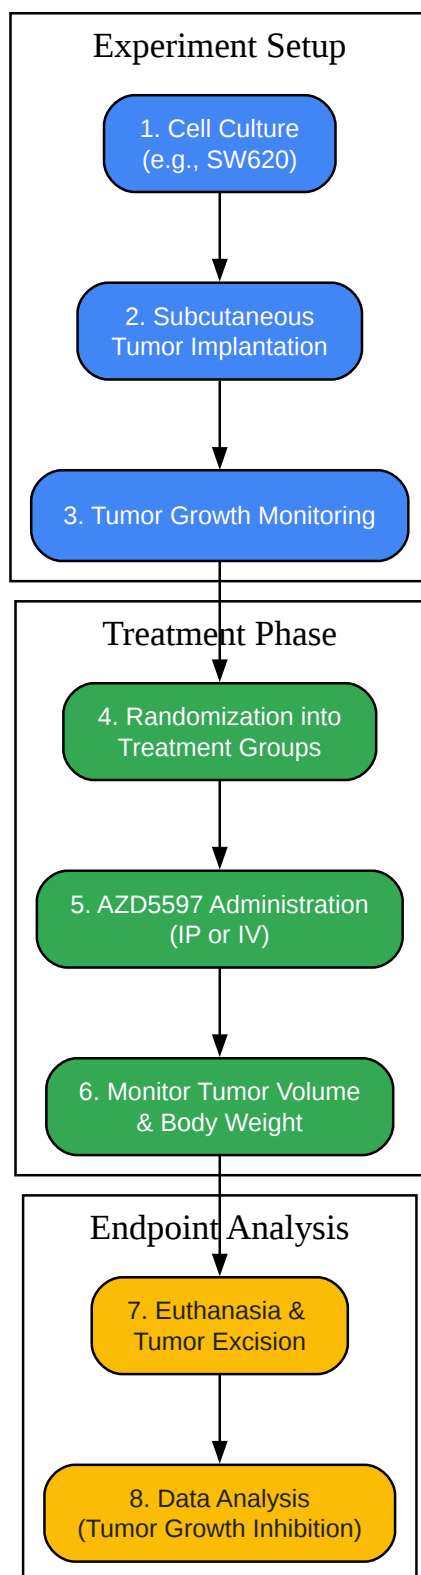 Experiment Setup
1. Cell Culture
(e.g., SW620)
2. Subcutaneous
Tumor Implantation
3. Tumor Growth Monitoring
Treatment Phase
4. Randomization into
Treatment Groups
5. AZD5597 Administration
(IP or IV)
6. Monitor Tumor Volume
& Body Weight
Endpoint Analysis
7. Euthanasia &
Tumor Excision
8. Data Analysis
(Tumor Growth Inhibition)